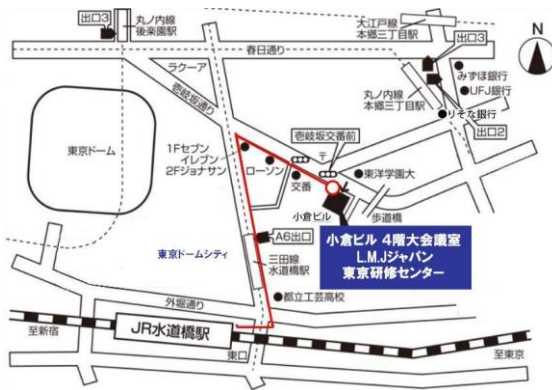 出口3
丸ノ内線
後楽園駅
大江戸線
本郷三丁目駅
出口3
N
春日通り
みずほ銀行
UFJ銀行
りそな銀行
丸ノ内線
本郷三丁目駅
出口2
ラクーア
壱岐坂通り
東京ドーム
1Fセブン
イレブン
2Fジョナサン
ローソン
交番
壱岐坂交番前
〒
東洋学園大
歩道橋
小倉ビル
A6出口
東京ドームシティ
三田線
水道橋駅
小倉ビル 4階大会議室
L.M.Jジャパン
東京研修センター
都立工芸高校
外堀通り
至新宿
JR水道橋駅
東口
至東京